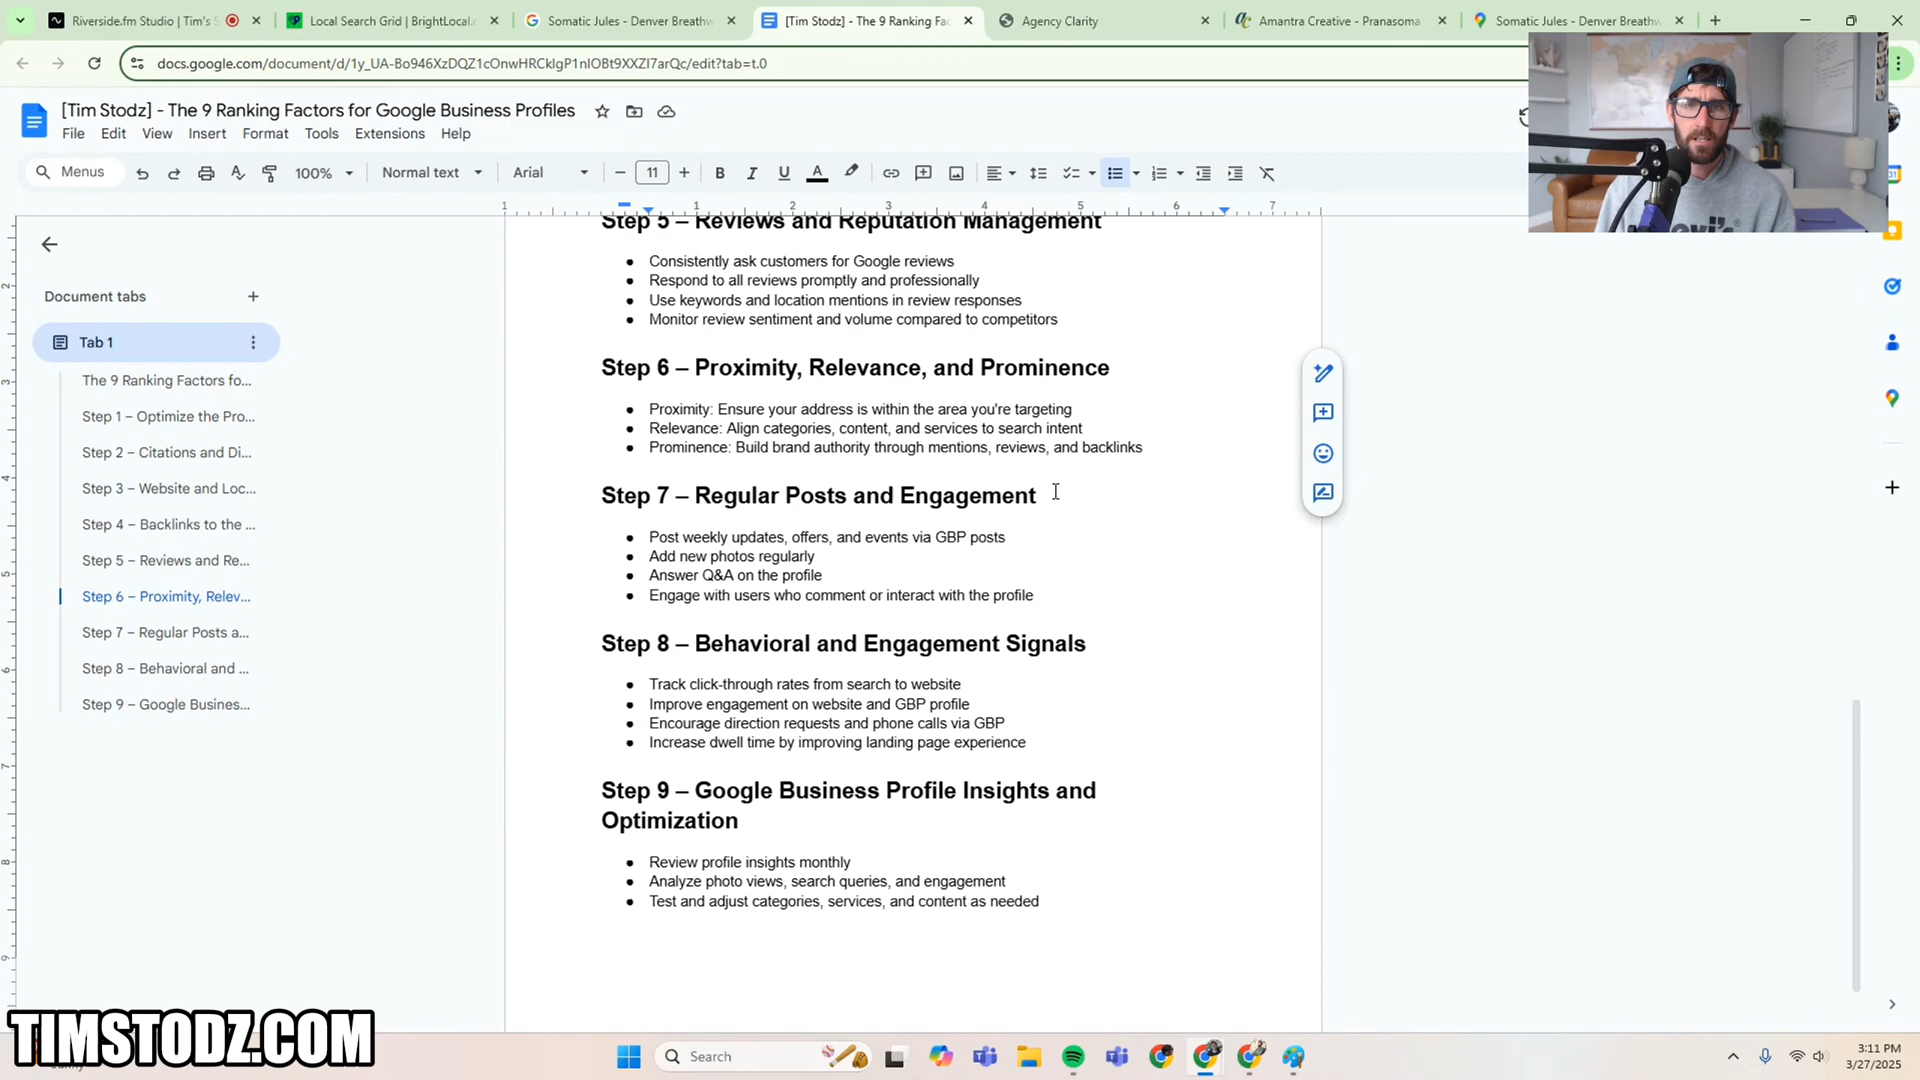 Riverside.fm Studio | Tim's S
Local Search Grid | BrightLocal.c
Somatic Jules - Denver Breathw
[Tim Stodz] - The 9 Ranking Fac
Agency Clarity
Amantra Creative - Pranasoma
Somatic Jules - Denver Breathw
docs.google.com/document/d/1y_UA-Bo946XzDQZ1cOnwHRCklgP1nIOBt9XXZI7arQc/edit?tab=t.0
[Tim Stodz] - The 9 Ranking Factors for Google Business Profiles
File Edit View Insert Format Tools Extensions Help
Menus 100% Normal text Arial 11
1 1 2 3 4 5 6 7
Document tabs
Tab 1
The 9 Ranking Factors fo...
Step 1 – Optimize the Pro...
Step 2 – Citations and Di...
Step 3 – Website and Loc...
Step 4 – Backlinks to the ...
Step 5 – Reviews and Re...
Step 6 – Proximity, Relev...
Step 7 – Regular Posts a...
Step 8 – Behavioral and ...
Step 9 – Google Busines...
Step 5 – Reviews and Reputation Management
● Consistently ask customers for Google reviews
● Respond to all reviews promptly and professionally
● Use keywords and location mentions in review responses
● Monitor review sentiment and volume compared to competitors
Step 6 – Proximity, Relevance, and Prominence
● Proximity: Ensure your address is within the area you're targeting
● Relevance: Align categories, content, and services to search intent
● Prominence: Build brand authority through mentions, reviews, and backlinks
Step 7 – Regular Posts and Engagement
● Post weekly updates, offers, and events via GBP posts
● Add new photos regularly
● Answer Q&A on the profile
● Engage with users who comment or interact with the profile
Step 8 – Behavioral and Engagement Signals
● Track click-through rates from search to website
● Improve engagement on website and GBP profile
● Encourage direction requests and phone calls via GBP
● Increase dwell time by improving landing page experience
Step 9 – Google Business Profile Insights and
Optimization
● Review profile insights monthly
● Analyze photo views, search queries, and engagement
● Test and adjust categories, services, and content as needed
TIMSTODZ.COM
Search
3:11 PM
3/27/2025